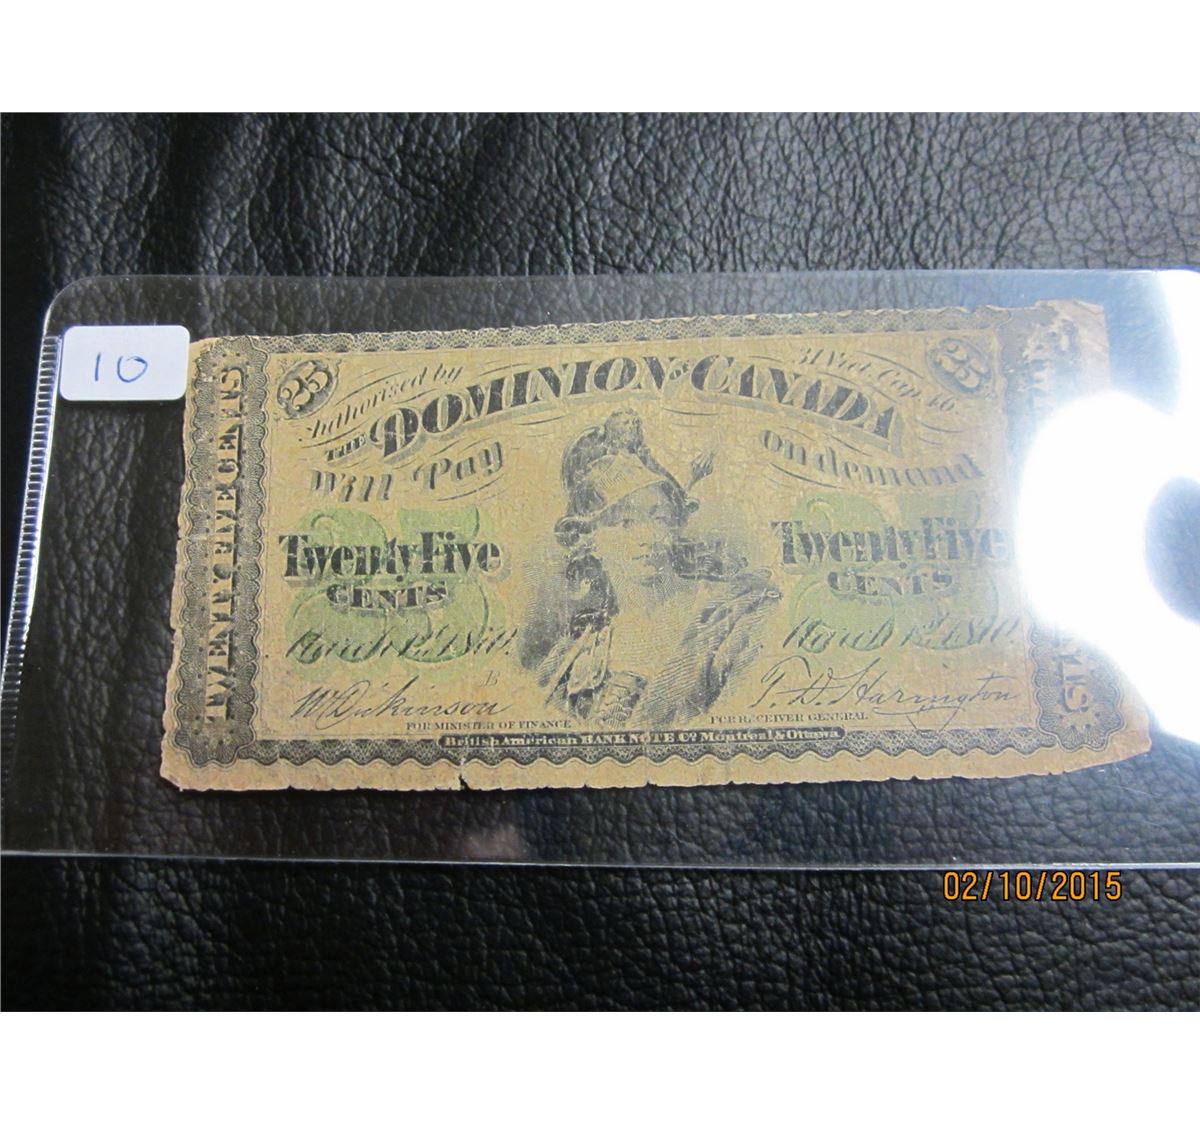 10
25
25
Authorised by 31 Vict. Cap. 46
THE DOMINION OF CANADA
Will Pay on demand
Twenty Five CENTS
Twenty Five CENTS
March 1st, 1870.
March 1st, 1870.
B
W Dickinson
T. D. Harington
FOR MINISTER OF FINANCE
FOR RECEIVER GENERAL
British American BANK NOTE Co. Montreal & Ottawa
TWENTY FIVE CENTS
02/10/2015